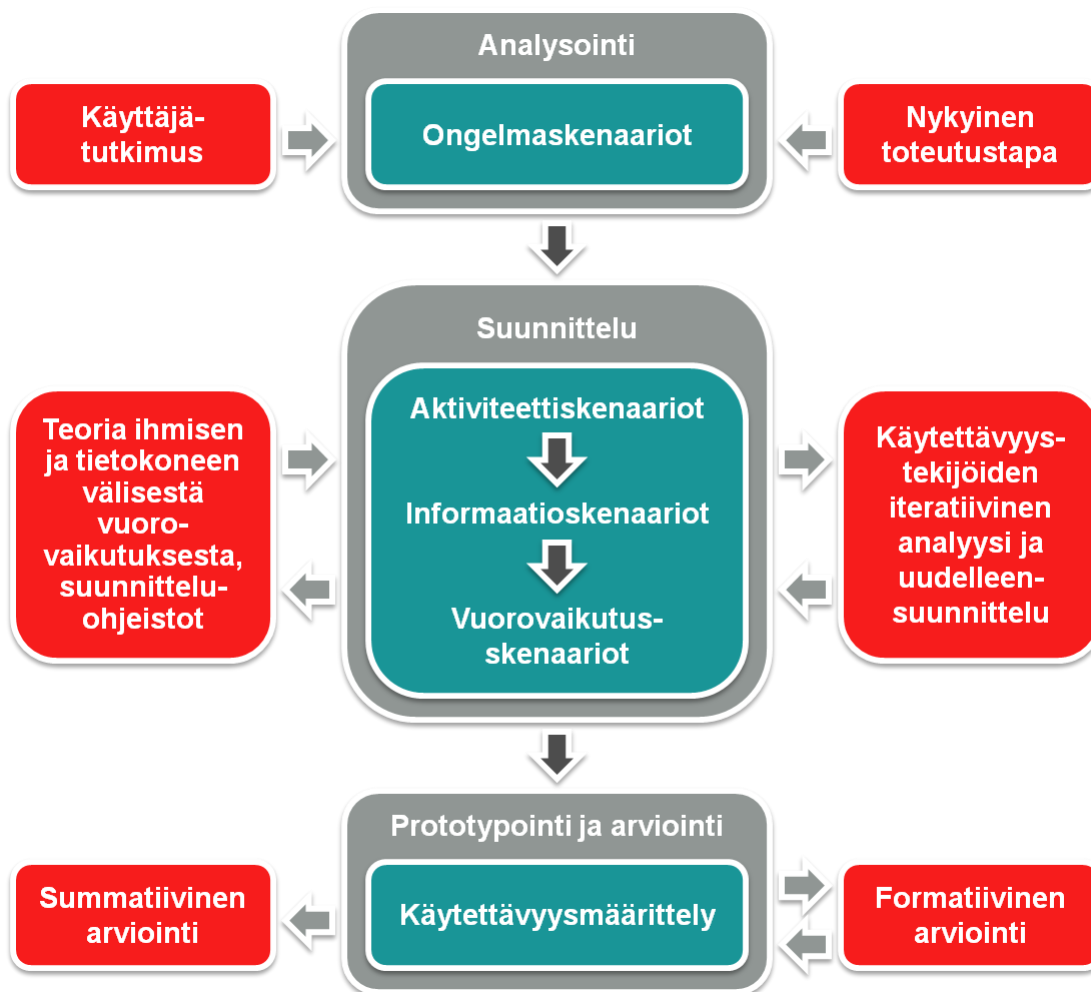 Analysointi
Käyttäjä-
tutkimus
Ongelmaskenaariot
Nykyinen
toteutustapa
Suunnittelu
Teoria ihmisen
ja tietokoneen
välisestä
vuoro-
vaikutuksesta,
suunnittelu-
ohjeistot
Aktiviteettiskenaariot
Informaatioskenaariot
Vuorovaikutus-
skenaariot
Käytettävyys-
tekijöiden
iteratiivinen
analyysi ja
uudelleen-
suunnittelu
Prototypointi ja arviointi
Summatiivinen
arviointi
Käytettävyysmäärittely
Formatiivinen
arviointi